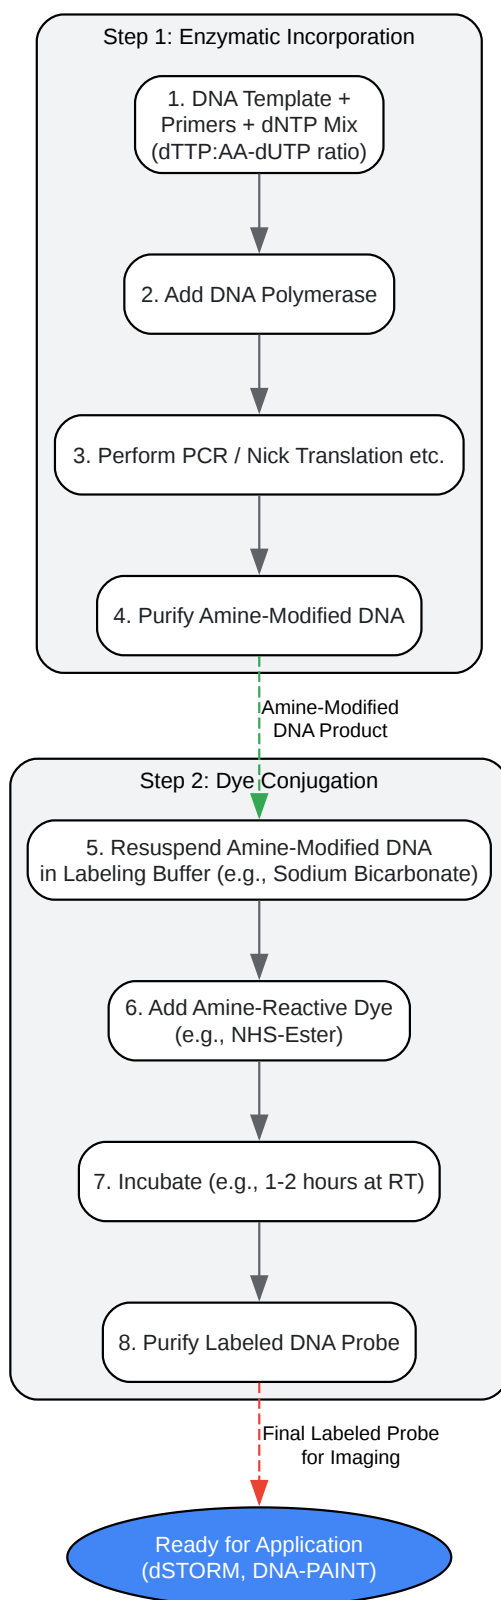 Step 1: Enzymatic Incorporation
1. DNA Template +
Primers + dNTP Mix
(dTTP:AA-dUTP ratio)
2. Add DNA Polymerase
3. Perform PCR / Nick Translation etc.
4. Purify Amine-Modified DNA
Amine-Modified
DNA Product
Step 2: Dye Conjugation
5. Resuspend Amine-Modified DNA
in Labeling Buffer (e.g., Sodium Bicarbonate)
6. Add Amine-Reactive Dye
(e.g., NHS-Ester)
7. Incubate (e.g., 1-2 hours at RT)
8. Purify Labeled DNA Probe
Final Labeled Probe
for Imaging
Ready for Application
(dSTORM, DNA-PAINT)